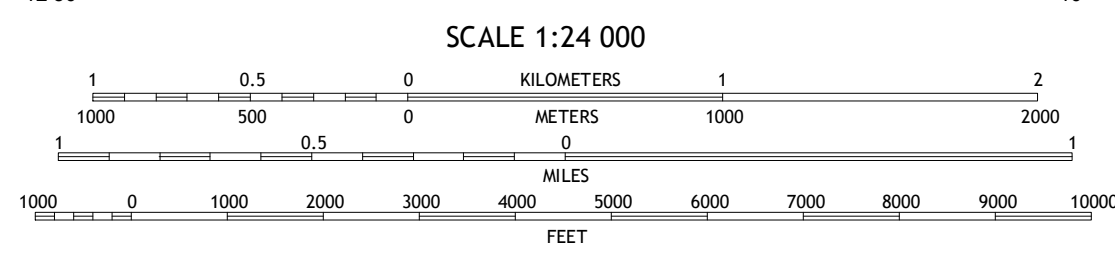 SCALE 1:24 000
1 0.5 0 KILOMETERS 1 2
1000 500 0 METERS 1000 2000
1 0.5 0 1
MILES
1000 0 1000 2000 3000 4000 5000 6000 7000 8000 9000 10000
FEET